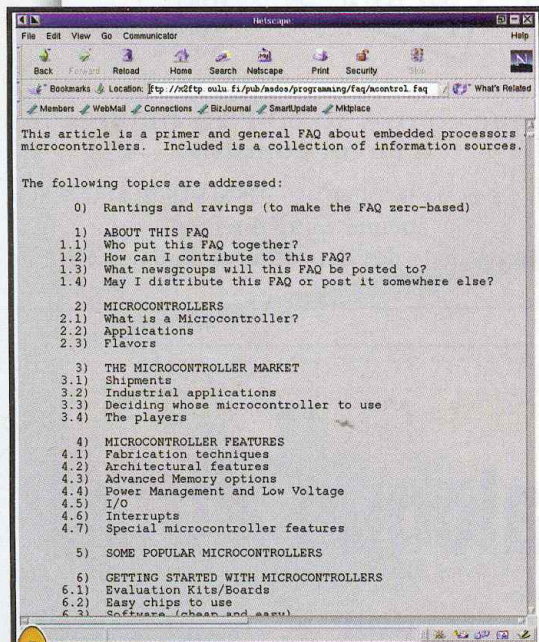 Netscape
File Edit View Go Communicator Help
Back Forward Reload Home Search Netscape Print Security Stop N
Bookmarks Location: ftp://x2ftp.oulu.fi/pub/msdos/programming/faq/mcontrol.faq What's Related
Members WebMail Connections BizJournal SmartUpdate Mktplace
This article is a primer and general FAQ about embedded processors
microcontrollers. Included is a collection of information sources.
The following topics are addressed:
0) Rantings and ravings (to make the FAQ zero-based)
1) ABOUT THIS FAQ
1.1) Who put this FAQ together?
1.2) How can I contribute to this FAQ?
1.3) What newsgroups will this FAQ be posted to?
1.4) May I distribute this FAQ or post it somewhere else?
2) MICROCONTROLLERS
2.1) What is a Microcontroller?
2.2) Applications
2.3) Flavors
3) THE MICROCONTROLLER MARKET
3.1) Shipments
3.2) Industrial applications
3.3) Deciding whose microcontroller to use
3.4) The players
4) MICROCONTROLLER FEATURES
4.1) Fabrication techniques
4.2) Architectural features
4.3) Advanced Memory options
4.4) Power Management and Low Voltage
4.5) I/O
4.6) Interrupts
4.7) Special microcontroller features
5) SOME POPULAR MICROCONTROLLERS
6) GETTING STARTED WITH MICROCONTROLLERS
6.1) Evaluation Kits/Boards
6.2) Easy chips to use
6.3) Software (cheap and easy)